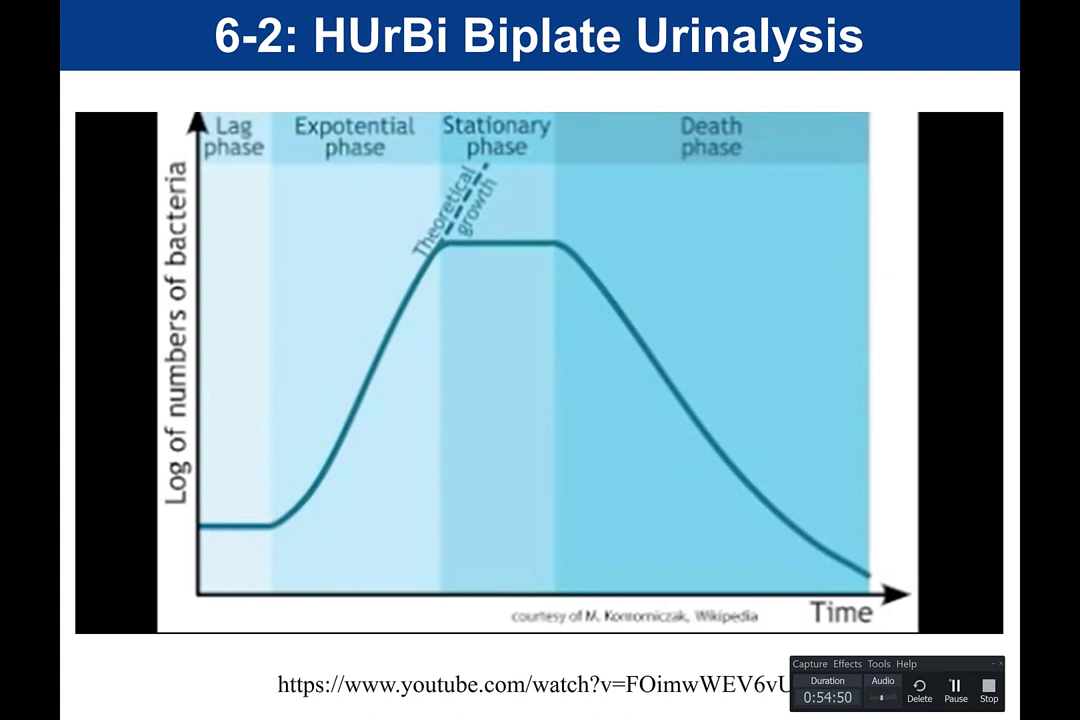 6-2: HUrBi Biplate Urinalysis
Lag
phase
Expotential
phase
Stationary
phase
Death
phase
Theoretical
growth
Log of numbers of bacteria
courtesy of M. Komorniczak, Wikipedia
Time
https://www.youtube.com/watch?v=FOimwWEV6vU
Capture Effects Tools Help
Duration
Audio
0:54:50
Delete
Pause
Stop